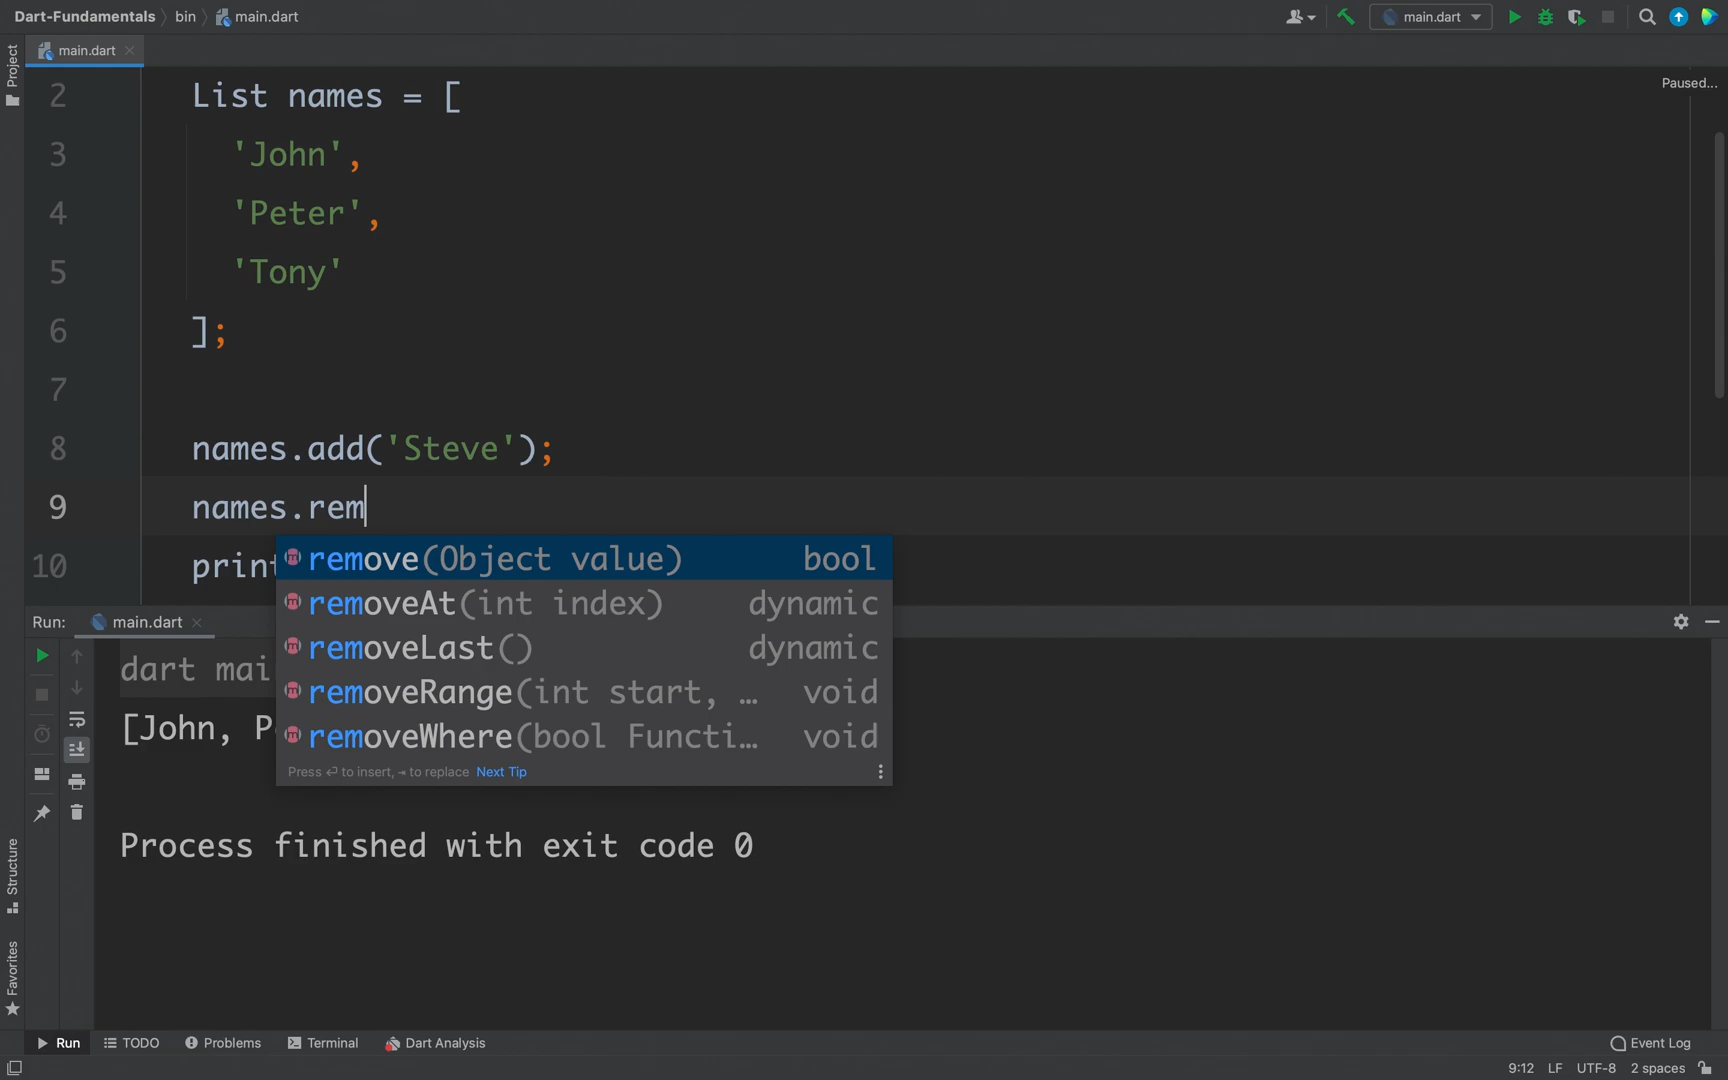 Dart-Fundamentals bin main.dart
main.dart
Project
main.dart
Paused...
2 List names = [
3 'John',
4 'Peter',
5 'Tony'
6 ];
7
8 names.add('Steve');
9 names.rem
10 print
remove(Object value) bool
removeAt(int index) dynamic
removeLast() dynamic
removeRange(int start, … void
removeWhere(bool Functi… void
Press ⏎ to insert, ⇥ to replace Next Tip
Run: main.dart
dart mai
[John, P
Process finished with exit code 0
Structure
Favorites
Run TODO Problems Terminal Dart Analysis Event Log
9:12 LF UTF-8 2 spaces